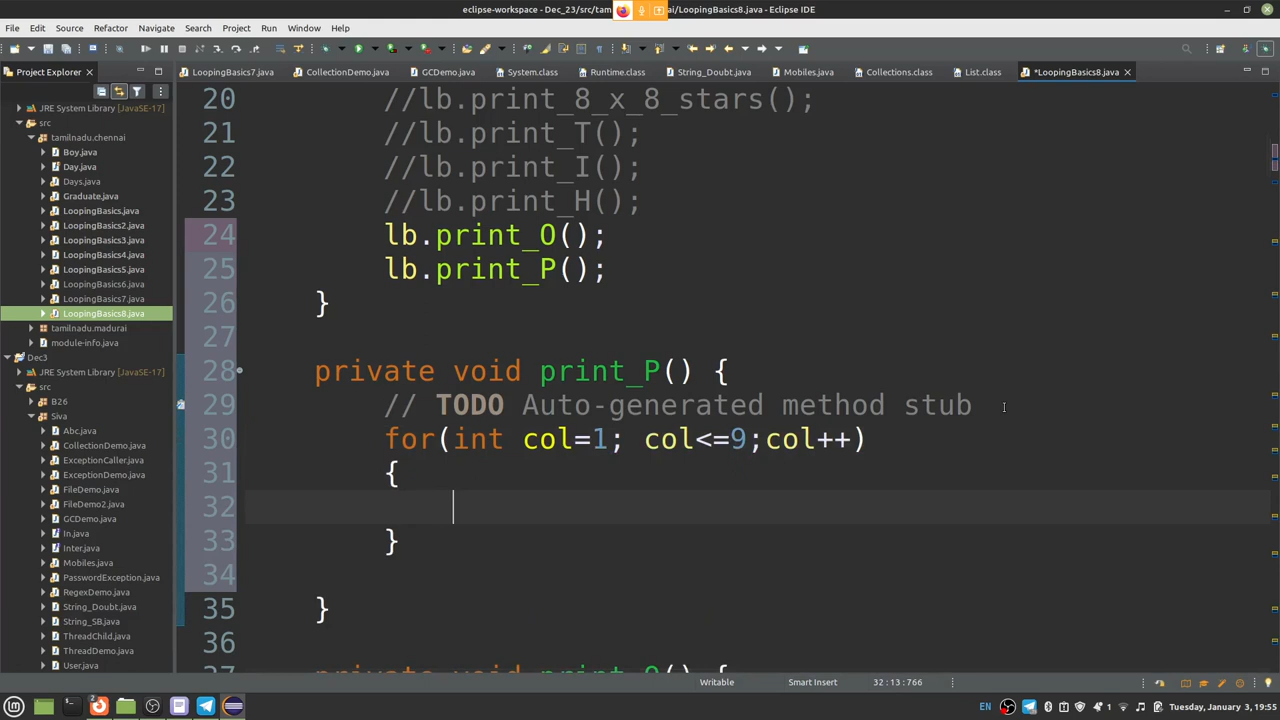 eclipse-workspace - Dec_23/src/tam ai/LoopingBasics8.java - Eclipse IDE
File Edit Source Refactor Navigate Search Project Run Window Help
Project Explorer
LoopingBasics7.java CollectionDemo.java GCDemo.java System.class Runtime.class String_Doubt.java Mobiles.java Collections.class List.class *LoopingBasics8.java
JRE System Library [JavaSE-17]
src
tamilnadu.chennai
Boy.java
Day.java
Days.java
Graduate.java
LoopingBasics.java
LoopingBasics2.java
LoopingBasics3.java
LoopingBasics4.java
LoopingBasics5.java
LoopingBasics6.java
LoopingBasics7.java
LoopingBasics8.java
tamilnadu.madurai
module-info.java
Dec3
JRE System Library [JavaSE-17]
src
B26
Siva
Abc.java
CollectionDemo.java
ExceptionCaller.java
ExceptionDemo.java
FileDemo.java
FileDemo2.java
GCDemo.java
In.java
Inter.java
Mobiles.java
PasswordException.java
RegexDemo.java
String_Doubt.java
String_SB.java
ThreadChild.java
ThreadDemo.java
User.java
20 //lb.print_8_x_8_stars();
21 //lb.print_T();
22 //lb.print_I();
23 //lb.print_H();
24 lb.print_O();
25 lb.print_P();
26 }
27
28 private void print_P() {
29 // TODO Auto-generated method stub
30 for(int col=1; col<=9;col++)
31 {
32
33 }
34
35 }
36
37 private void print_O() {
Writable Smart Insert 32 : 13 : 766
2 EN 1 Tuesday, January 3, 19:55